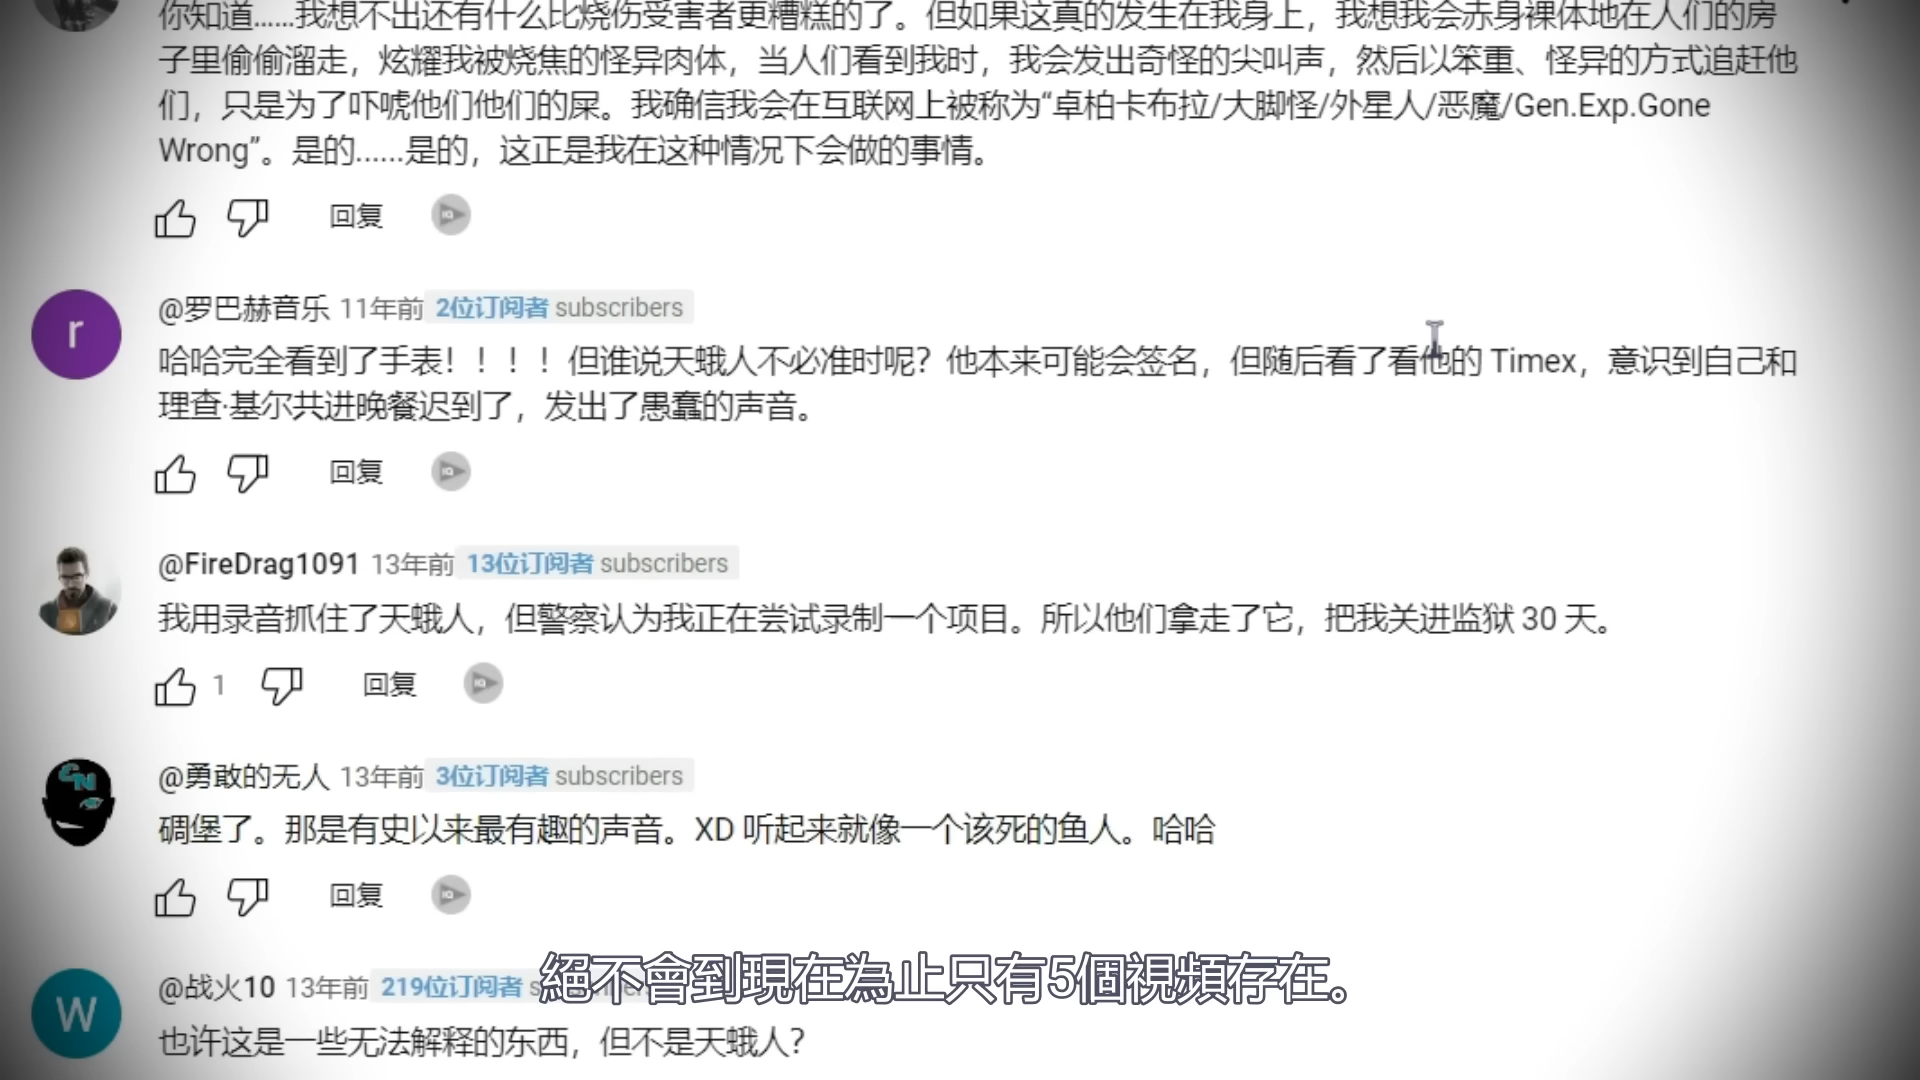 你知道......我想不出还有什么比烧伤受害者更糟糕的了。但如果这真的发生在我身上，我想我会赤身裸体地在人们的房
子里偷偷溜走，炫耀我被烧焦的怪异肉体，当人们看到我时，我会发出奇怪的尖叫声，然后以笨重、怪异的方式追赶他
们，只是为了吓唬他们他们的屎。我确信我会在互联网上被称为“卓柏卡布拉/大脚怪/外星人/恶魔/Gen.Exp.Gone
Wrong”。是的......是的，这正是我在这种情况下会做的事情。
回复
r
@罗巴赫音乐 11年前 2位订阅者 subscribers
哈哈完全看到了手表！！！！但谁说天蛾人不必准时呢？他本来可能会签名，但随后看了看他的 Timex，意识到自己和
理查·基尔共进晚餐迟到了，发出了愚蠢的声音。
回复
@FireDrag1091 13年前 13位订阅者 subscribers
我用录音抓住了天蛾人，但警察认为我正在尝试录制一个项目。所以他们拿走了它，把我关进监狱 30 天。
1 回复
@勇敢的无人 13年前 3位订阅者 subscribers
碉堡了。那是有史以来最有趣的声音。XD 听起来就像一个该死的鱼人。哈哈
回复
W
@战火10 13年前 219位订阅者
絕不會到現在為止只有5個視頻存在。
也许这是一些无法解释的东西，但不是天蛾人？